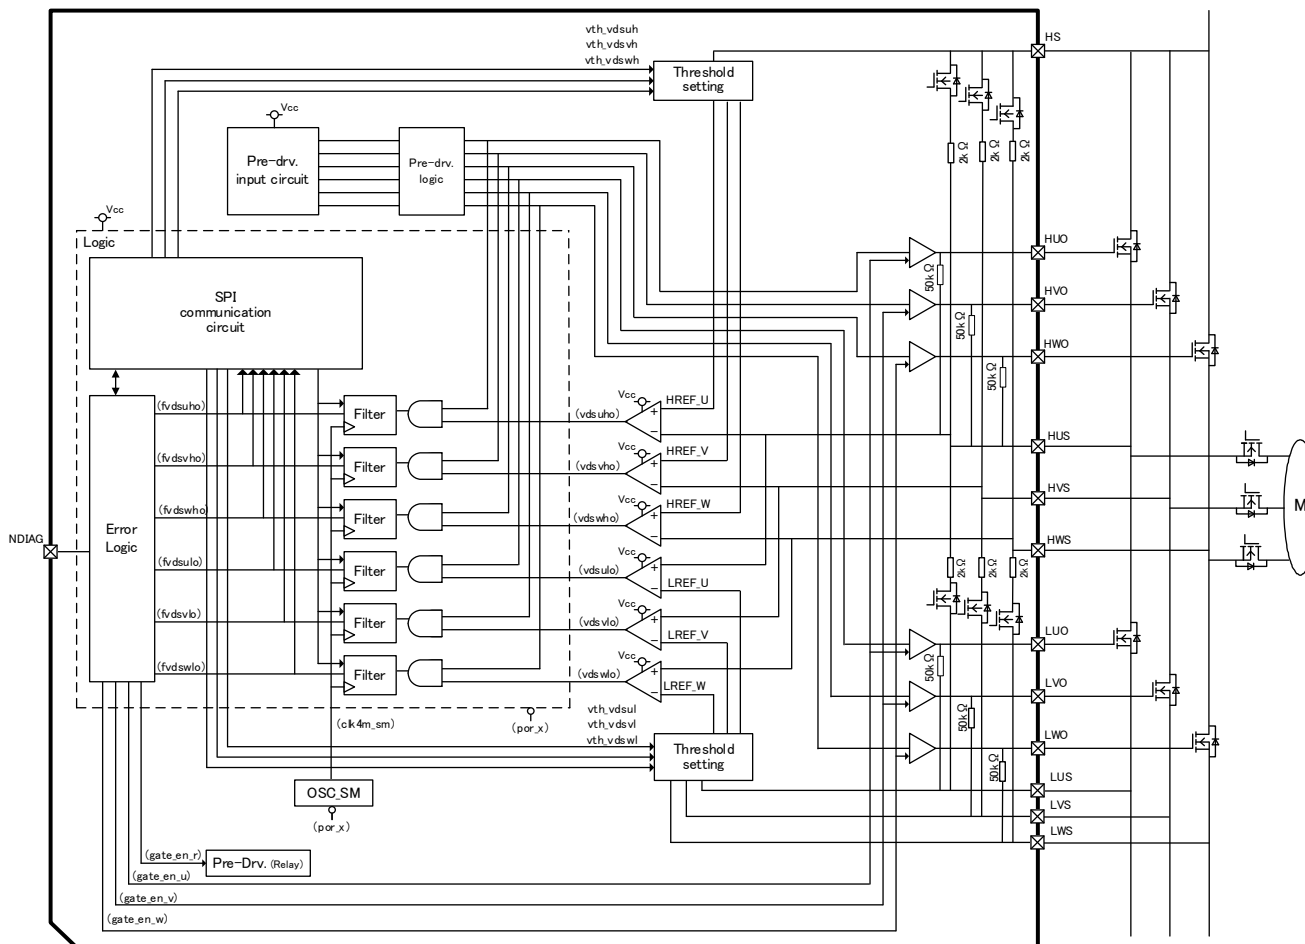 vth_vdsuh
vth_vdsvh
vth_vdswh
Threshold
setting
HS
Vcc
Pre-drv.
input circuit
Pre-drv.
logic
2kΩ
2kΩ
2kΩ
Vcc
Logic
SPI
communication
circuit
HUO
50kΩ
HVO
50kΩ
HWO
50kΩ
Error
Logic
(fvdsuho)
Filter
(vdsuho)
Vcc
+
−
HREF_U
HUS
(fvdsvho)
Filter
(vdsvho)
Vcc
+
−
HREF_V
HVS
(fvdswho)
Filter
(vdswho)
Vcc
+
−
HREF_W
HWS
M
NDIAG
(fvdsulo)
Filter
(vdsulo)
Vcc
+
−
LREF_U
2kΩ
2kΩ
2kΩ
(fvdsvlo)
Filter
(vdsvlo)
Vcc
+
−
LREF_V
LUO
50kΩ
(fvdswlo)
Filter
(vdswlo)
Vcc
+
−
LREF_W
LVO
50kΩ
(clk4m_sm)
(por_x)
vth_vdsul
vth_vdsvl
vth_vdswl
Threshold
setting
LWO
50kΩ
OSC_SM
(por_x)
LUS
LVS
LWS
(gate_en_r)
Pre-Drv. (Relay)
(gate_en_u)
(gate_en_v)
(gate_en_w)